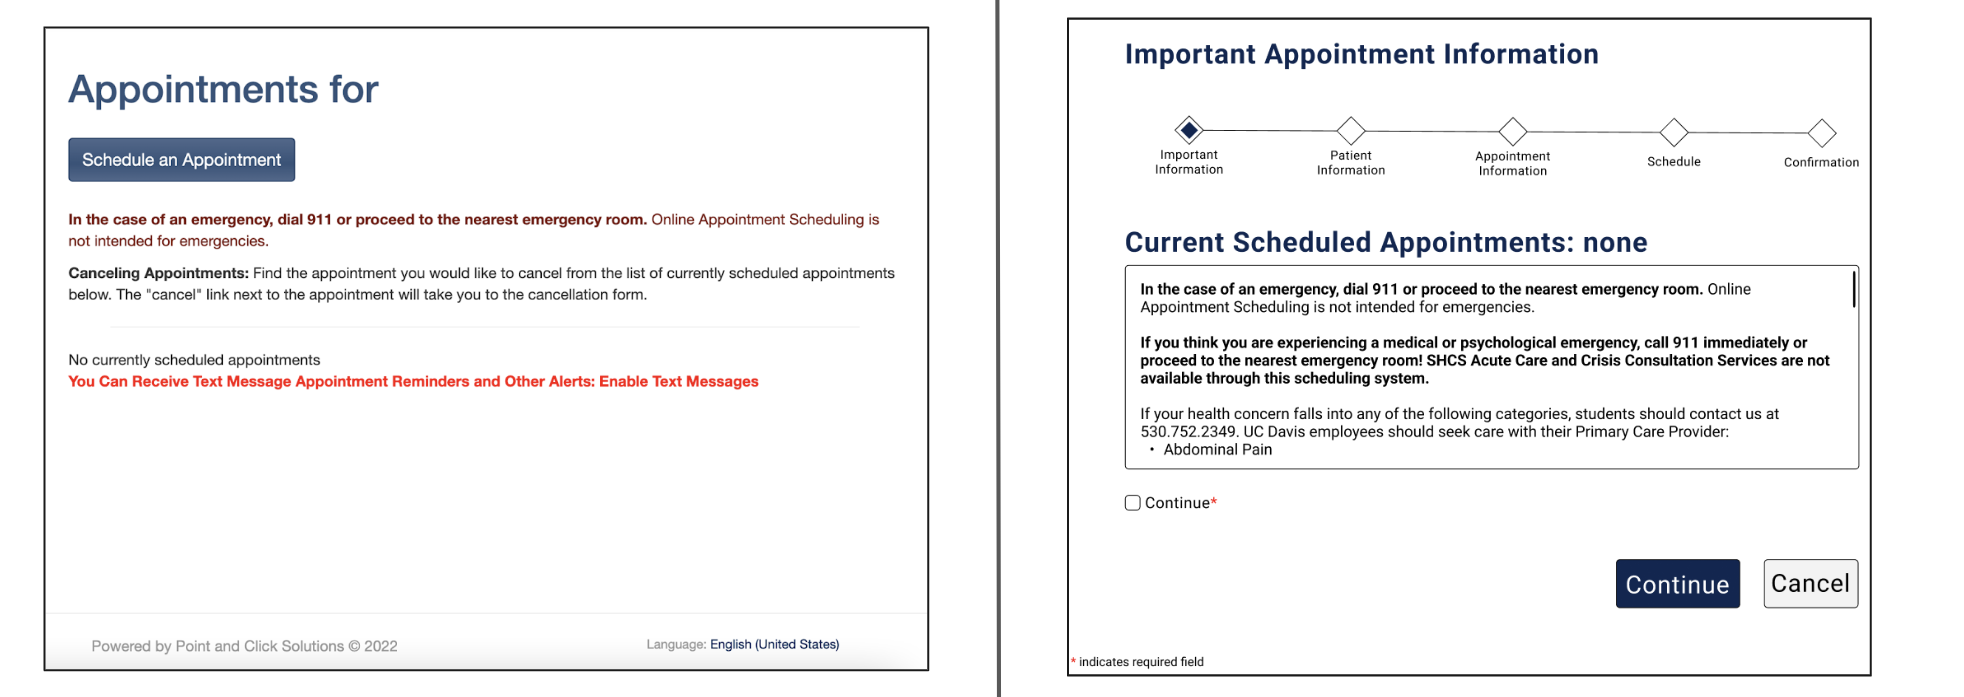 Appointments for
Schedule an Appointment
In the case of an emergency, dial 911 or proceed to the nearest emergency room. Online Appointment Scheduling is
not intended for emergencies.
Canceling Appointments: Find the appointment you would like to cancel from the list of currently scheduled appointments
below. The "cancel" link next to the appointment will take you to the cancellation form.
No currently scheduled appointments
You Can Receive Text Message Appointment Reminders and Other Alerts: Enable Text Messages
Powered by Point and Click Solutions © 2022
Language: English (United States)
Important Appointment Information
Important
Information
Patient
Information
Appointment
Information
Schedule
Confirmation
Current Scheduled Appointments: none
In the case of an emergency, dial 911 or proceed to the nearest emergency room. Online
Appointment Scheduling is not intended for emergencies.
If you think you are experiencing a medical or psychological emergency, call 911 immediately or
proceed to the nearest emergency room! SHCS Acute Care and Crisis Consultation Services are not
available through this scheduling system.
If your health concern falls into any of the following categories, students should contact us at
530.752.2349. UC Davis employees should seek care with their Primary Care Provider:
• Abdominal Pain
Continue*
Continue
Cancel
* indicates required field